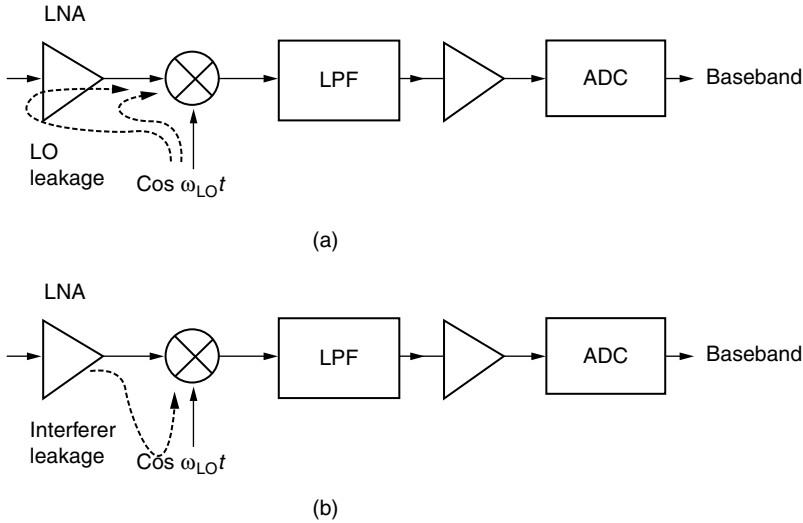 LNA
LPF
ADC
Baseband
LO
leakage
Cos ωLOt
(a)
LNA
LPF
ADC
Baseband
Interferer
leakage
Cos ωLOt
(b)